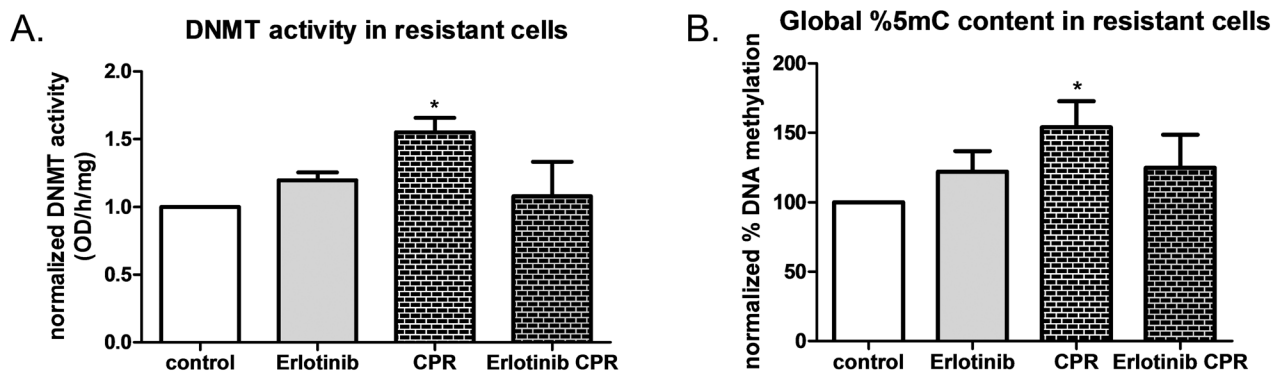 A.
DNMT activity in resistant cells
normalized DNMT activity
(OD/h/mg)
2.0
1.5
1.0
0.5
0.0
*
control
Erlotinib
CPR
Erlotinib CPR
B.
Global %5mC content in resistant cells
normalized % DNA methylation
200
150
100
50
0
*
control
Erlotinib
CPR
Erlotinib CPR